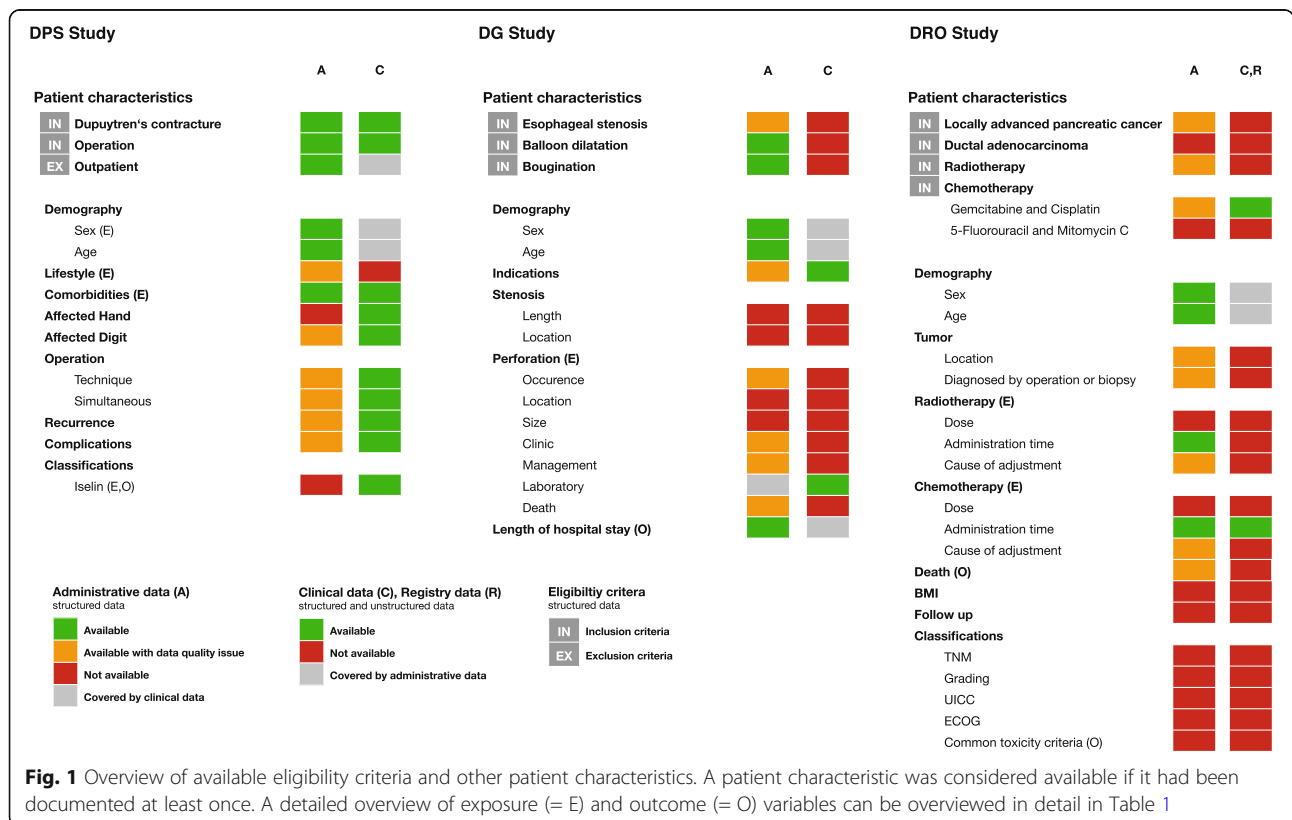 DPS Study
A C
Patient characteristics
IN Dupuytren‘s contracture
IN Operation
EX Outpatient
Demography
Sex (E)
Age
Lifestyle (E)
Comorbidities (E)
Affected Hand
Affected Digit
Operation
Technique
Simultaneous
Recurrence
Complications
Classifications
Iselin (E,O)
DG Study
A C
Patient characteristics
IN Esophageal stenosis
IN Balloon dilatation
IN Bougination
Demography
Sex
Age
Indications
Stenosis
Length
Location
Perforation (E)
Occurence
Location
Size
Clinic
Management
Laboratory
Death
Length of hospital stay (O)
DRO Study
A C,R
Patient characteristics
IN Locally advanced pancreatic cancer
IN Ductal adenocarcinoma
IN Radiotherapy
IN Chemotherapy
Gemcitabine and Cisplatin
5-Fluorouracil and Mitomycin C
Demography
Sex
Age
Tumor
Location
Diagnosed by operation or biopsy
Radiotherapy (E)
Dose
Administration time
Cause of adjustment
Chemotherapy (E)
Dose
Administration time
Cause of adjustment
Death (O)
BMI
Follow up
Classifications
TNM
Grading
UICC
ECOG
Common toxicity criteria (O)
Administrative data (A)
structured data
Available
Available with data quality issue
Not available
Covered by clinical data
Clinical data (C), Registry data (R)
structured and unstructured data
Available
Not available
Covered by administrative data
Eligibiltiy critera
structured data
IN Inclusion criteria
EX Exclusion criteria
Fig. 1 Overview of available eligibility criteria and other patient characteristics. A patient characteristic was considered available if it had been
documented at least once. A detailed overview of exposure (= E) and outcome (= O) variables can be overviewed in detail in Table 1